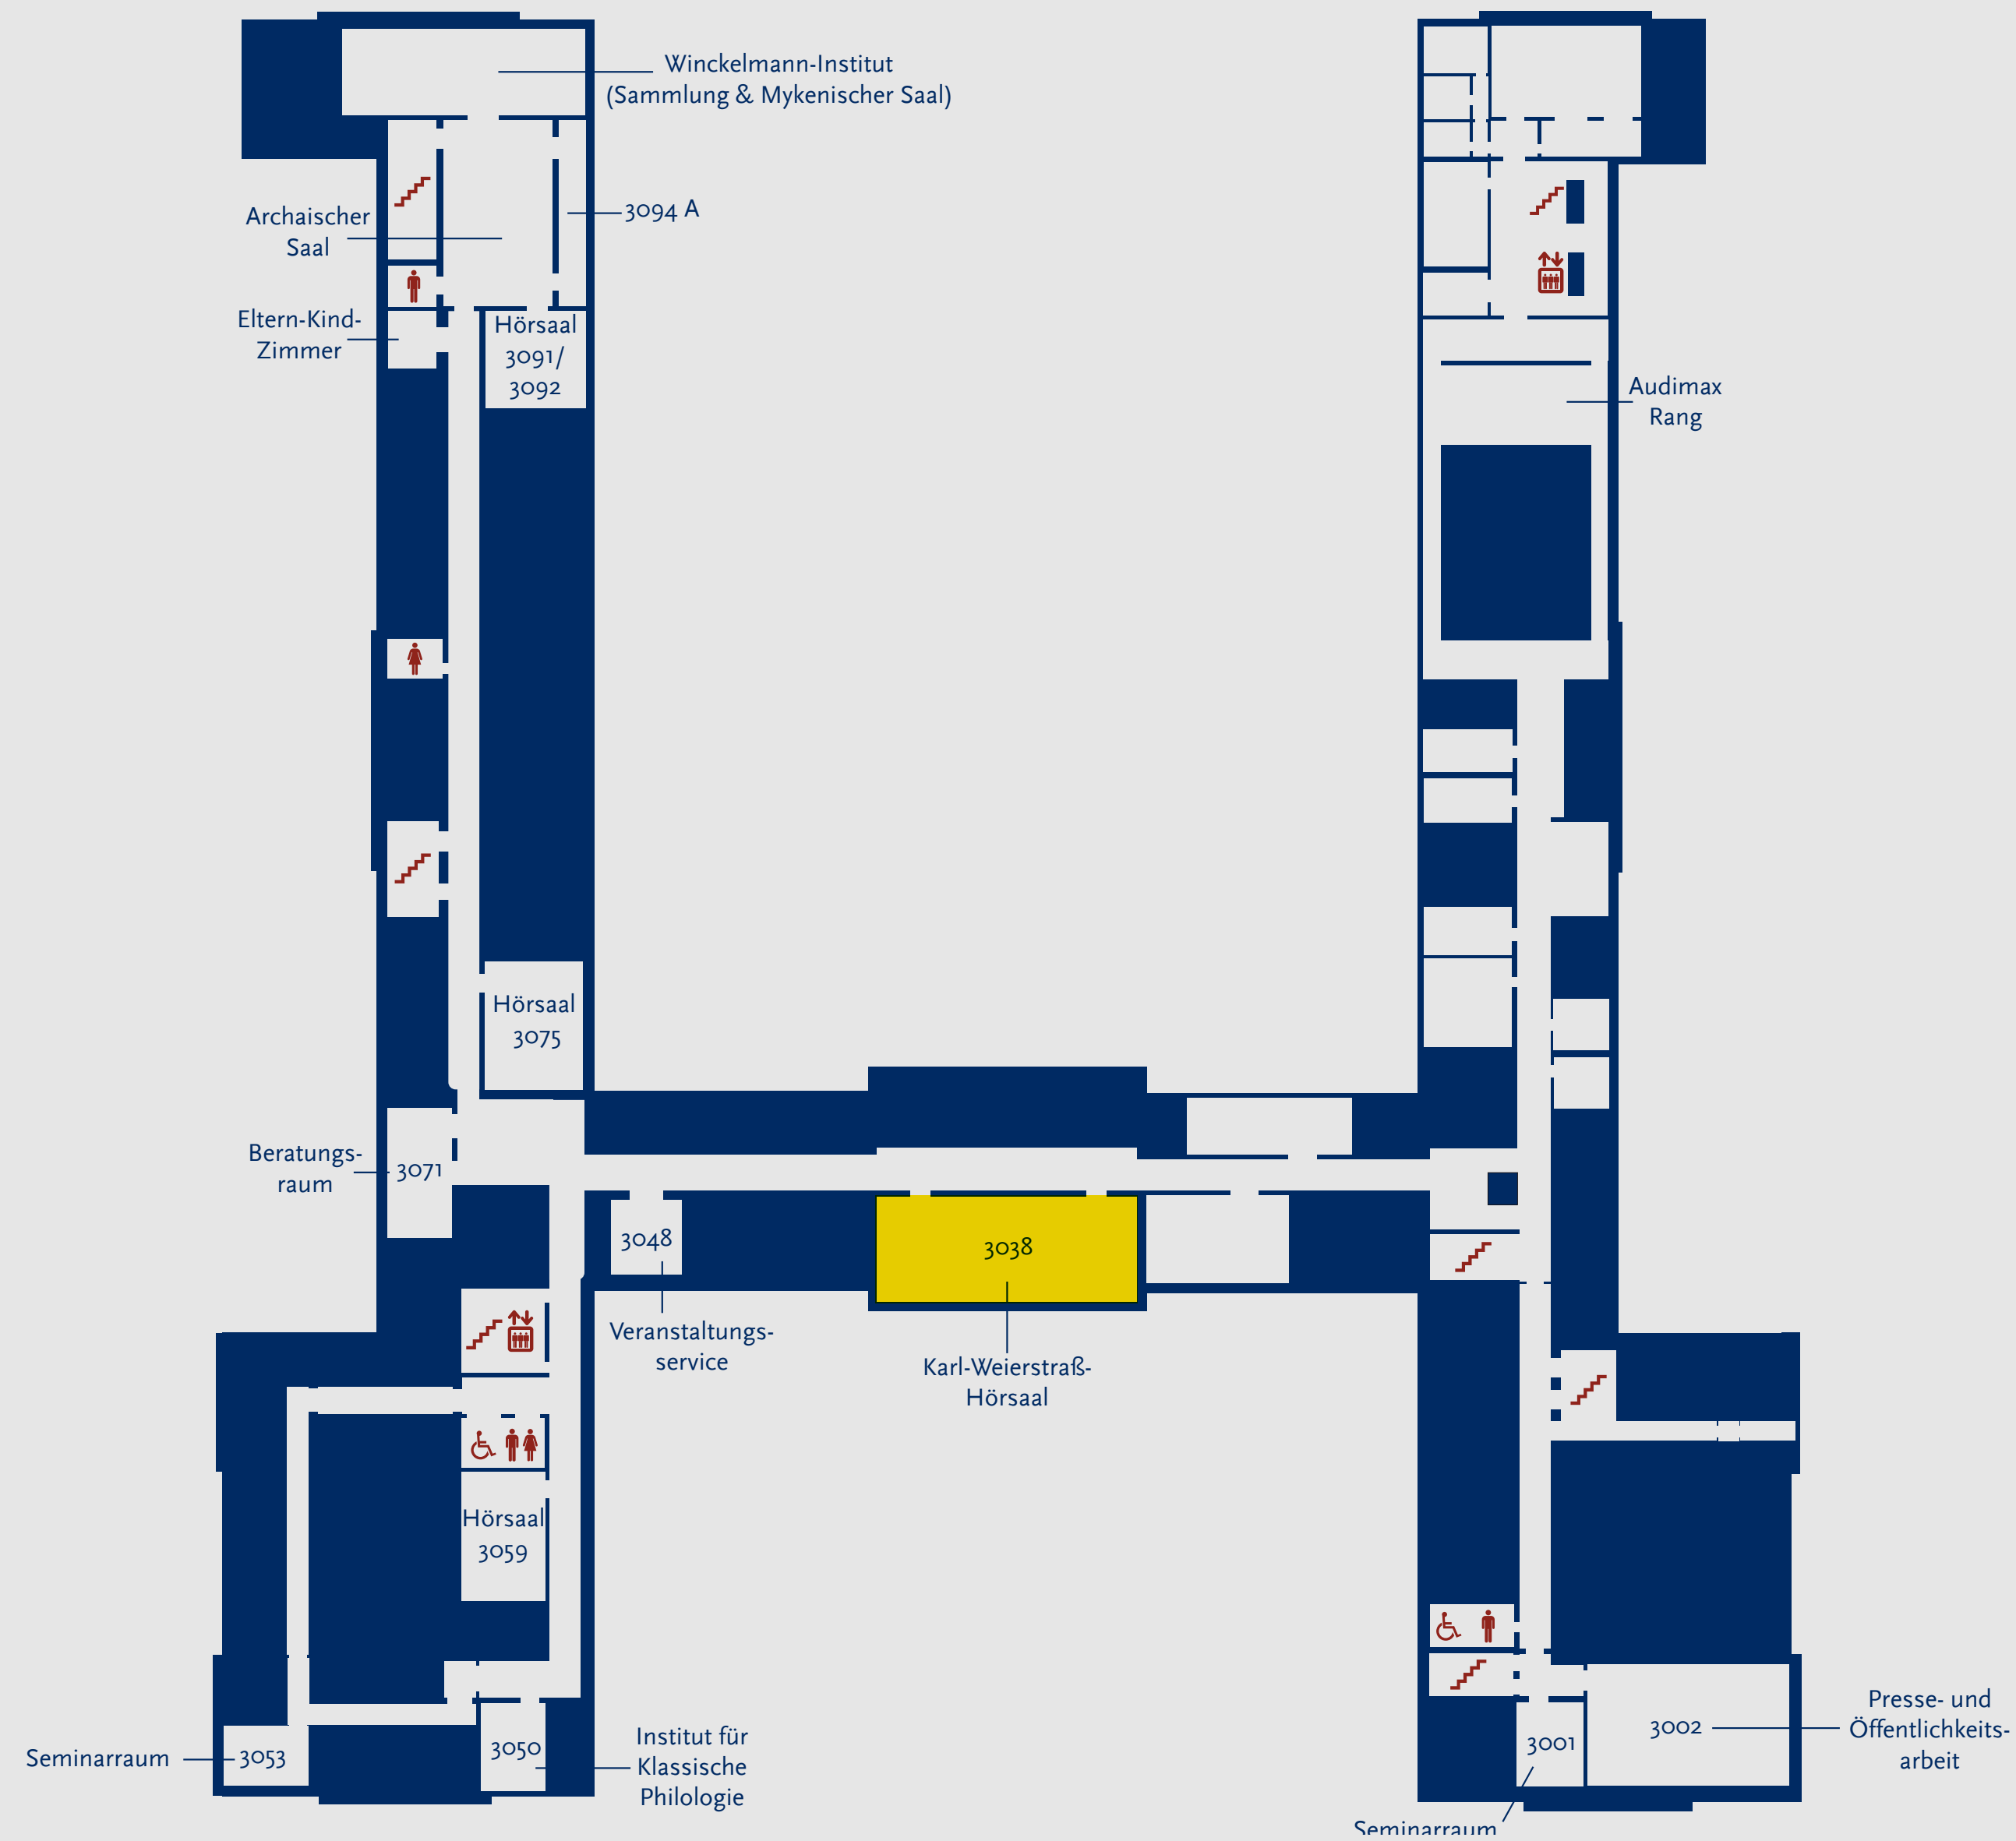 Winckelmann-Institut
(Sammlung & Mykenischer Saal)
Archaischer
Saal
3094 A
Eltern-Kind-
Zimmer
Hörsaal
3091/
3092
Audimax
Rang
Hörsaal
3075
Beratungs-
raum
3071
3048
Veranstaltungs-
service
3038
Karl-Weierstraß-
Hörsaal
Hörsaal
3059
Seminarraum
3053
3050
Institut für
Klassische
Philologie
3001
Seminarraum
3002
Presse- und
Öffentlichkeits-
arbeit